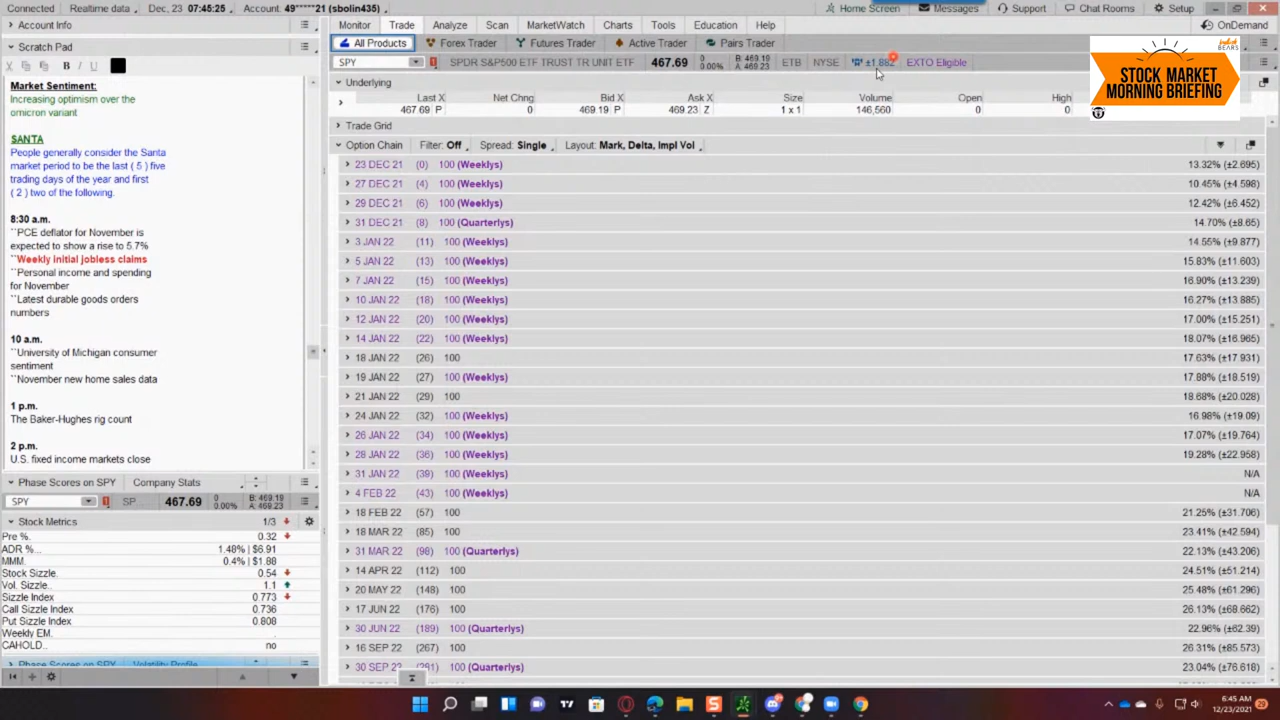 Connected Realtime data Dec, 23 07:45:25 Account: 49*****21 (sbolin435)
Home Screen Messages Support Chat Rooms Setup
Scratch Pad
B I U
Market Sentiment:
Increasing optimism over the
omicron variant
SANTA
People generally consider the Santa
market period to be the last ( 5 ) five
trading days of the year and first
( 2 ) two of the following.
8:30 a.m.
``PCE deflator for November is
expected to show a rise to 5.7%
``Weekly initial jobless claims
``Personal income and spending
for November
``Latest durable goods orders
numbers
10 a.m.
``University of Michigan consumer
sentiment
``November new home sales data
1 p.m.
The Baker-Hughes rig count
2 p.m.
U.S. fixed income markets close
Phase Scores on SPY Company Stats
SPY SP... 467.69 0 0.00% B: 469.19 A: 469.23
Stock Metrics 1/3
Pre %. 0.32
ADR %... 1.48% | $6.91
MMM. 0.4% | $1.88
Stock Sizzle. 0.54
Vol. Sizzle.. 1.1
Sizzle Index 0.773
Call Sizzle Index 0.736
Put Sizzle Index 0.808
Weekly EM. .
CAHOLD.. no
Phase Scores on SPY Volatility Profile
Monitor Trade Analyze Scan MarketWatch Charts Tools Education Help
OnDemand
All Products Forex Trader Futures Trader Active Trader Pairs Trader
SPY SPDR S&P500 ETF TRUST TR UNIT ETF 467.69 0 0.00% B: 469.19 A: 469.23 ETB NYSE ±1.882 EXTO Eligible
STOCK MARKET
MORNING BRIEFING
Underlying
Last X Net Chng Bid X Ask X Size Volume Open High
467.69 P 0 469.19 P 469.23 Z 1 x 1 146,560 0 0
Trade Grid
Option Chain Filter: Off Spread: Single Layout: Mark, Delta, Impl Vol
23 DEC 21 (0) 100 (Weeklys) 13.32% (±2.695)
27 DEC 21 (4) 100 (Weeklys) 10.45% (±4.598)
29 DEC 21 (6) 100 (Weeklys) 12.42% (±6.452)
31 DEC 21 (8) 100 (Quarterlys) 14.70% (±8.65)
3 JAN 22 (11) 100 (Weeklys) 14.55% (±9.877)
5 JAN 22 (13) 100 (Weeklys) 15.83% (±11.603)
7 JAN 22 (15) 100 (Weeklys) 16.90% (±13.239)
10 JAN 22 (18) 100 (Weeklys) 16.27% (±13.885)
12 JAN 22 (20) 100 (Weeklys) 17.00% (±15.251)
14 JAN 22 (22) 100 (Weeklys) 18.07% (±16.965)
18 JAN 22 (26) 100 17.63% (±17.931)
19 JAN 22 (27) 100 (Weeklys) 17.88% (±18.519)
21 JAN 22 (29) 100 18.68% (±20.028)
24 JAN 22 (32) 100 (Weeklys) 16.98% (±19.09)
26 JAN 22 (34) 100 (Weeklys) 17.07% (±19.764)
28 JAN 22 (36) 100 (Weeklys) 19.28% (±22.958)
31 JAN 22 (39) 100 (Weeklys) N/A
4 FEB 22 (43) 100 (Weeklys) N/A
18 FEB 22 (57) 100 21.25% (±31.706)
18 MAR 22 (85) 100 23.41% (±42.594)
31 MAR 22 (98) 100 (Quarterlys) 22.13% (±43.206)
14 APR 22 (112) 100 24.51% (±51.214)
20 MAY 22 (148) 100 25.48% (±61.296)
17 JUN 22 (176) 100 26.13% (±68.662)
30 JUN 22 (189) 100 (Quarterlys) 22.96% (±62.39)
16 SEP 22 (267) 100 26.31% (±85.573)
30 SEP 22 (281) 100 (Quarterlys) 23.04% (±76.618)
6:45 AM
12/23/2021
Account Info